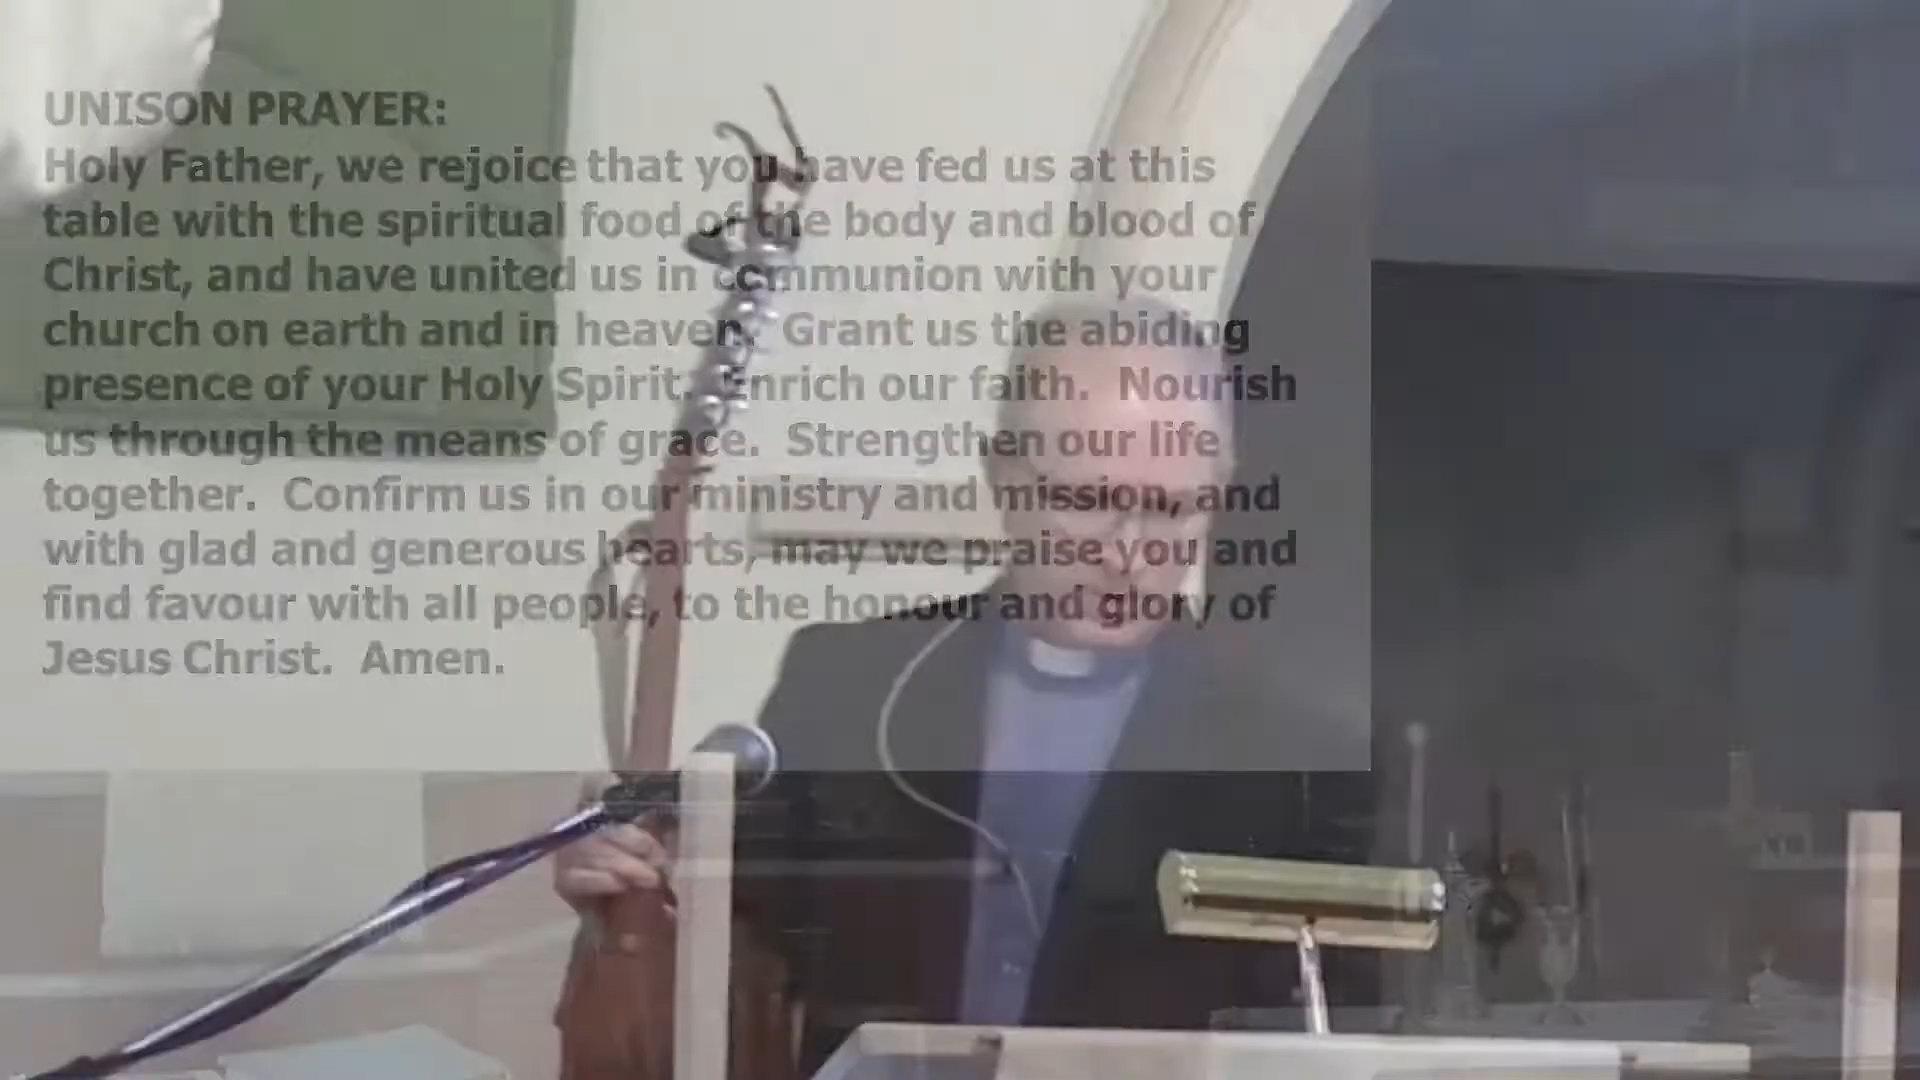 UNISON PRAYER:
Holy Father, we rejoice that you have fed us at this
table with the spiritual food of the body and blood of
Christ, and have united us in communion with your
church on earth and in heaven.  Grant us the abiding
presence of your Holy Spirit.  Enrich our faith.  Nourish
us through the means of grace.  Strengthen our life
together.  Confirm us in our ministry and mission, and
with glad and generous hearts, may we praise you and
find favour with all people, to the honour and glory of
Jesus Christ.  Amen.